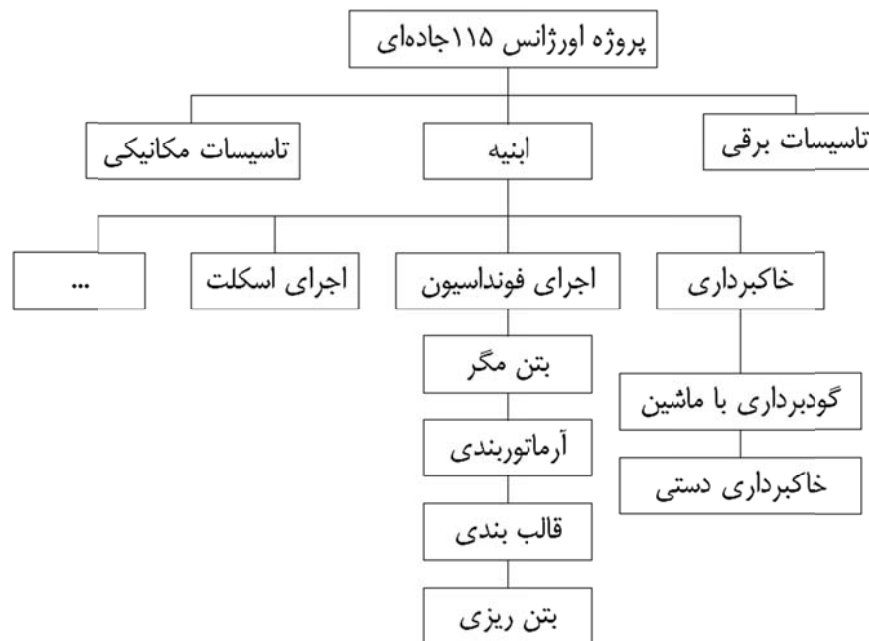 پروژه اورژانس ۱۱۵جاده‌ای
تاسیسات برقی
ابنیه
تاسیسات مکانیکی
خاکبرداری
اجرای فونداسیون
اجرای اسکلت
...
گودبرداری با ماشین
خاکبرداری دستی
بتن مگر
آرماتوربندی
قالب بندی
بتن ریزی